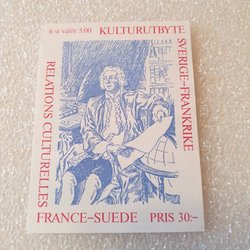 6 st valör 5:00 KULTURUTBYTE
SVERIGE–FRANKRIKE
RELATIONS CULTURELLES
FRANCE–SUEDE PRIS 30:–